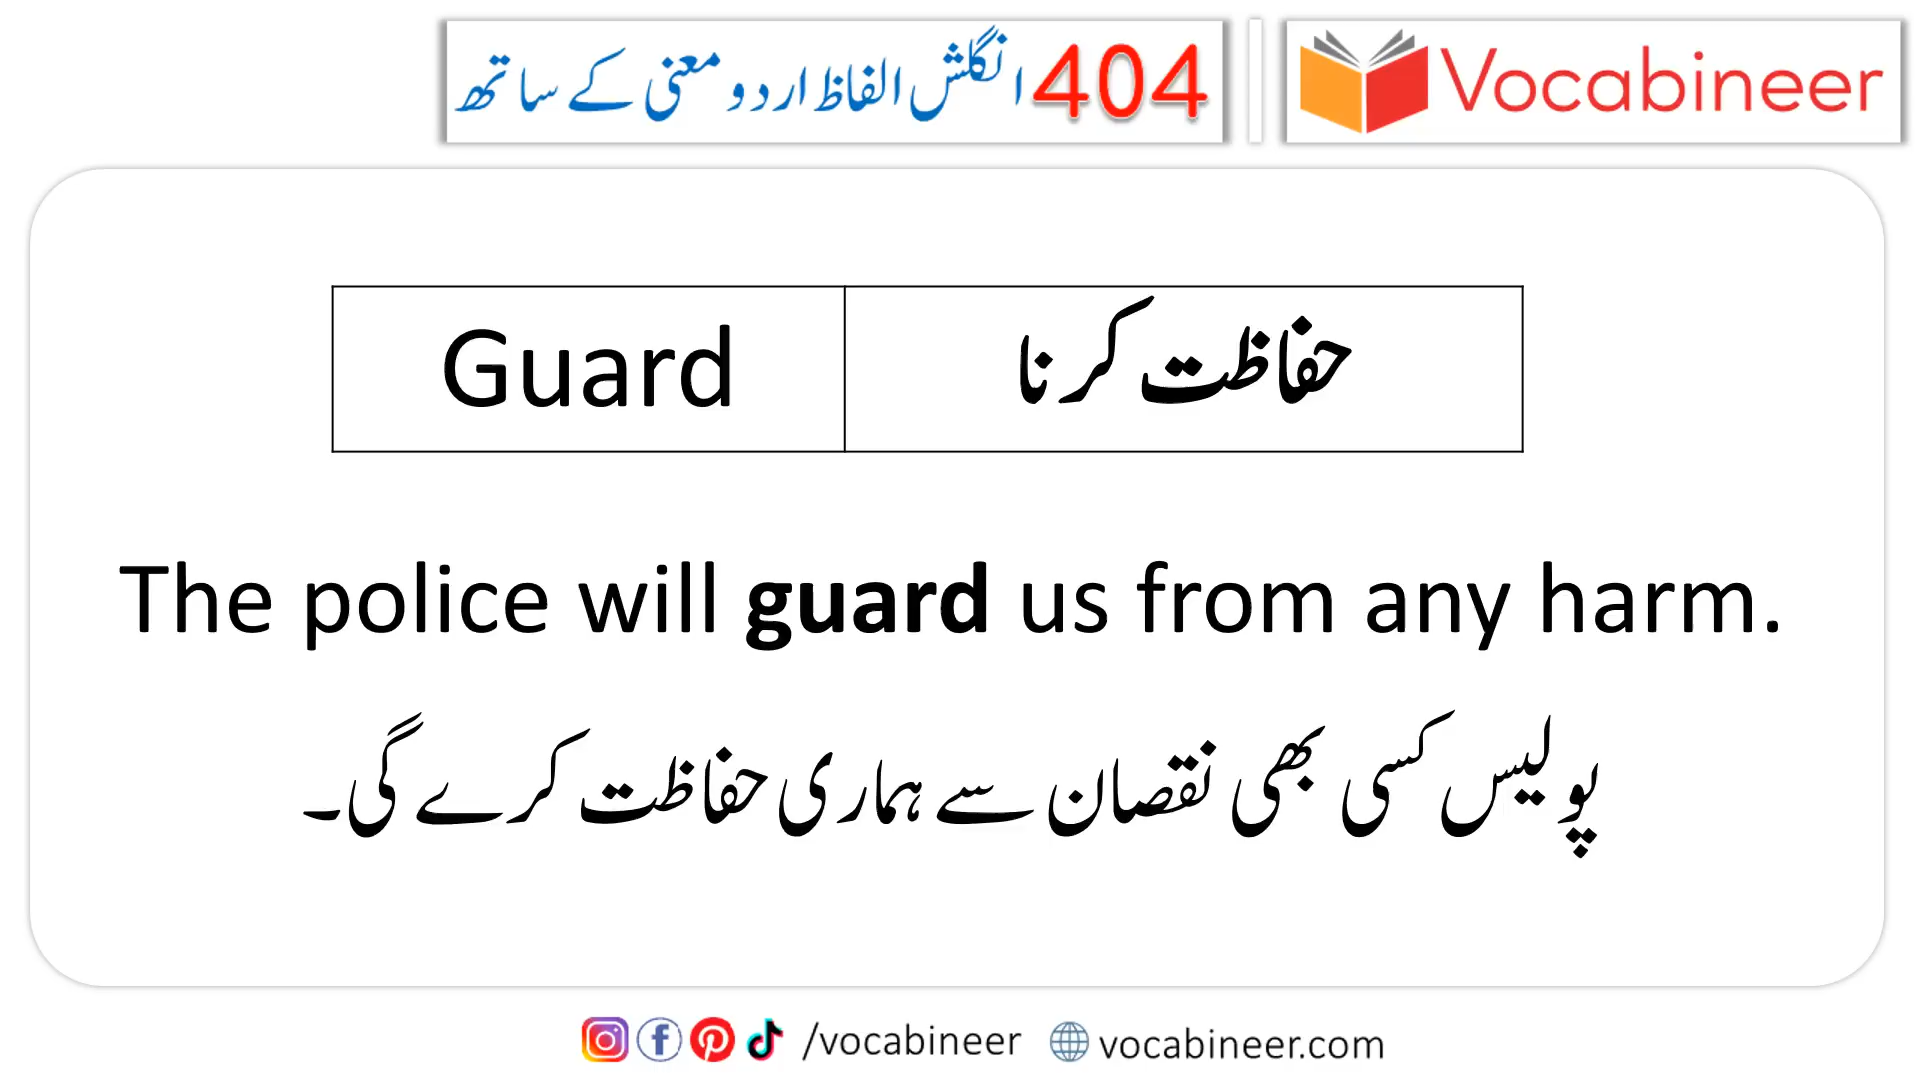 404 انگلش الفاظ اردو معنی کے ساتھ
Vocabineer
Guard
حفاظت کرنا
The police will guard us from any harm.
پولیس کسی بھی نقصان سے ہماری حفاظت کرے گی۔
/vocabineer
vocabineer.com